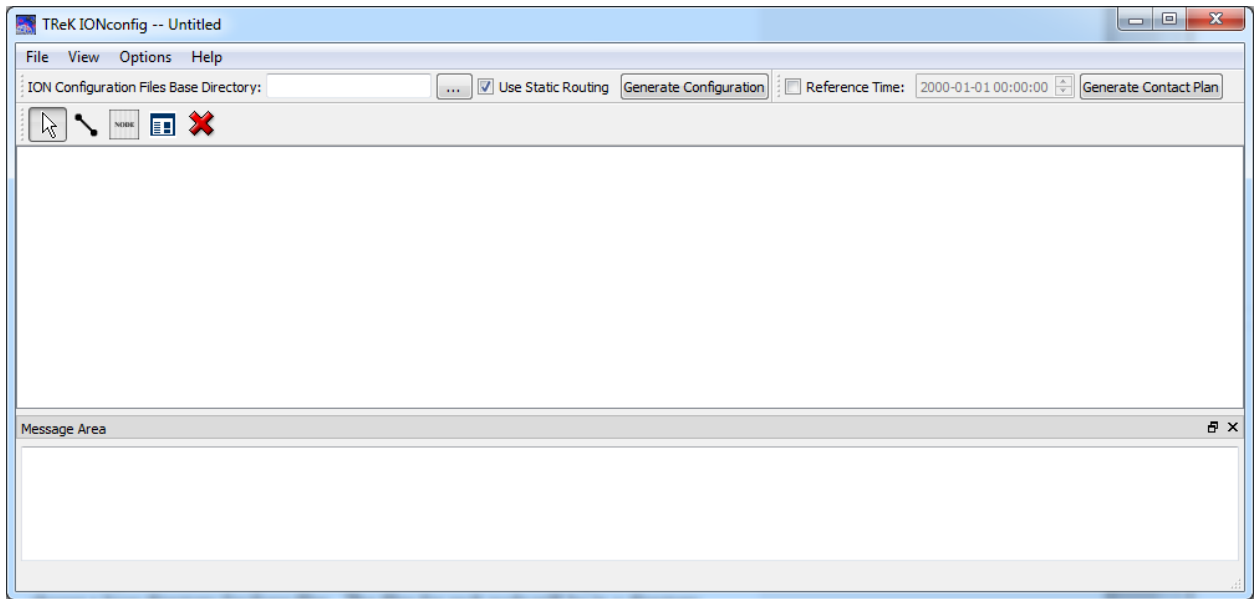 TReK IONconfig -- Untitled
File View Options Help
ION Configuration Files Base Directory: ... Use Static Routing Generate Configuration Reference Time: 2000-01-01 00:00:00 Generate Contact Plan
NODE
Message Area